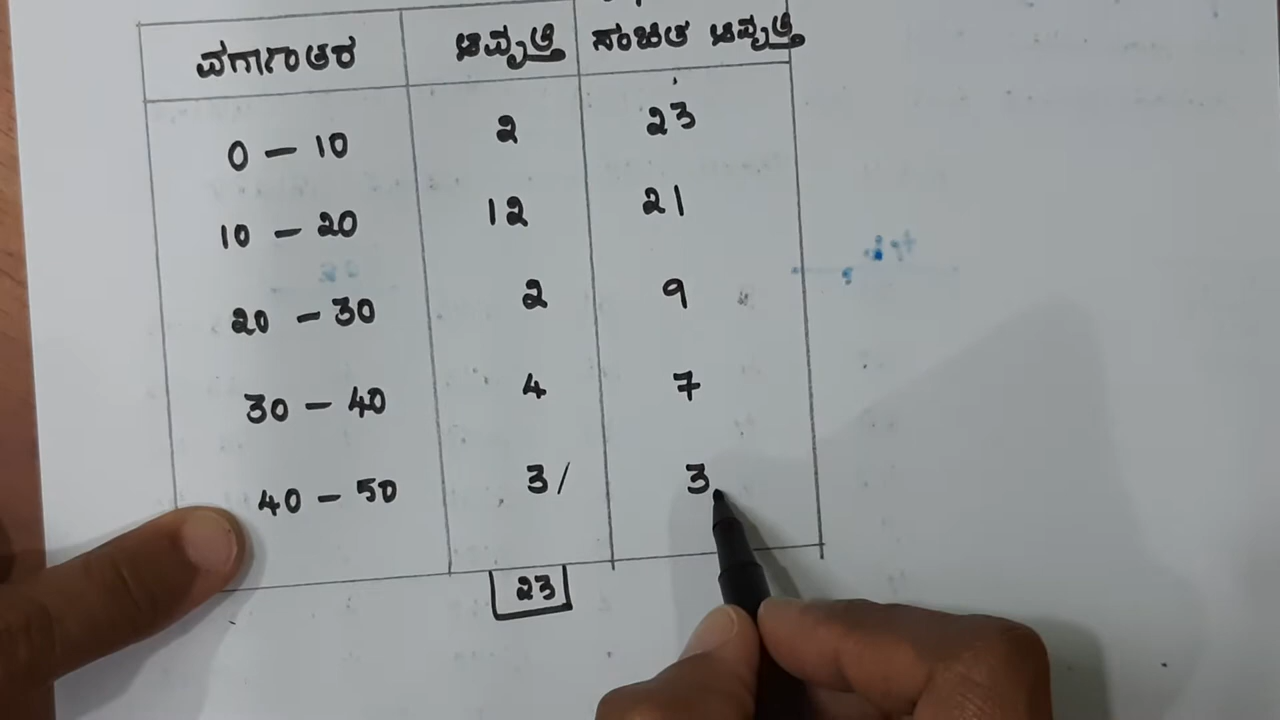 ವರ್ಗಾಂತರ ಆವೃತ್ತಿ ಸಂಚಿತ ಆವೃತ್ತಿ
0 – 10 2 23
10 – 20 12 21
20 – 30 2 9
30 – 40 4 7
40 – 50 3/ 3
23